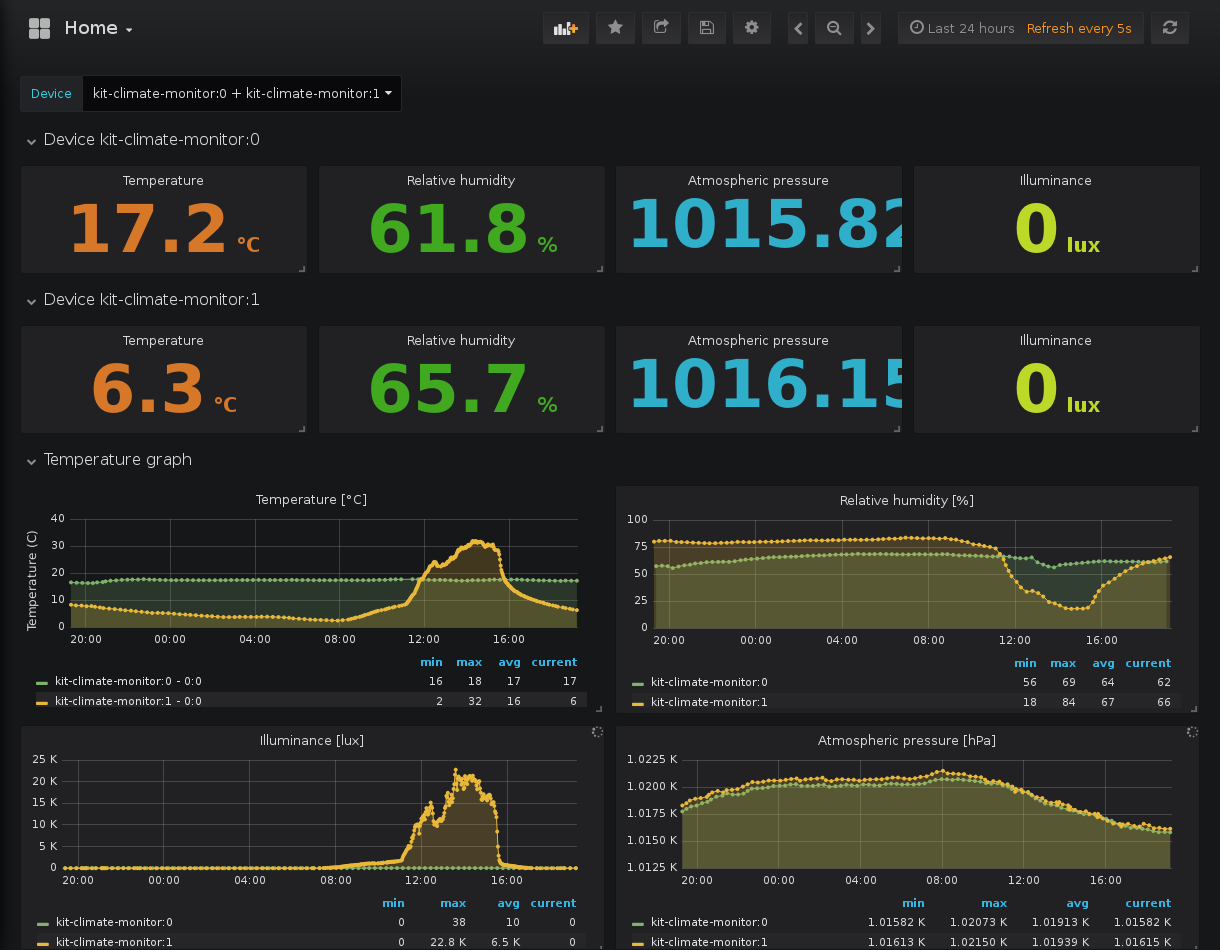 Home
Last 24 hours Refresh every 5s
Device kit-climate-monitor:0 + kit-climate-monitor:1
Device kit-climate-monitor:0
Temperature Relative humidity Atmospheric pressure Illuminance
17.2 °C 61.8 % 1015.82 0 lux
Device kit-climate-monitor:1
Temperature Relative humidity Atmospheric pressure Illuminance
6.3 °C 65.7 % 1016.15 0 lux
Temperature graph
Temperature [°C]
Temperature (C)
40
30
20
10
0
20:00 00:00 04:00 08:00 12:00 16:00
min max avg current
kit-climate-monitor:0 - 0:0 16 18 17 17
kit-climate-monitor:1 - 0:0 2 32 16 6
Relative humidity [%]
100
75
50
25
0
20:00 00:00 04:00 08:00 12:00 16:00
min max avg current
kit-climate-monitor:0 56 69 64 62
kit-climate-monitor:1 18 84 67 66
Illuminance [lux]
25 K
20 K
15 K
10 K
5 K
0
20:00 00:00 04:00 08:00 12:00 16:00
min max avg current
kit-climate-monitor:0 0 38 10 0
kit-climate-monitor:1 0 22.8 K 6.5 K 0
Atmospheric pressure [hPa]
1.0225 K
1.0200 K
1.0175 K
1.0150 K
1.0125 K
20:00 00:00 04:00 08:00 12:00 16:00
min max avg current
kit-climate-monitor:0 1.01582 K 1.02073 K 1.01913 K 1.01582 K
kit-climate-monitor:1 1.01613 K 1.02150 K 1.01939 K 1.01615 K